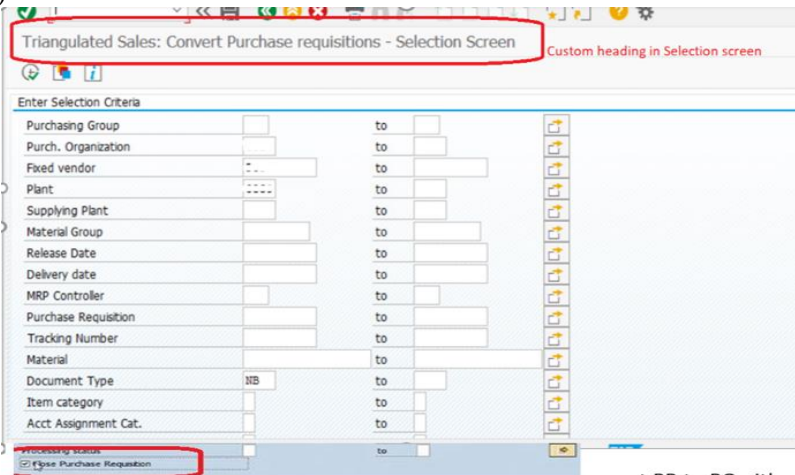 Triangulated Sales: Convert Purchase requisitions - Selection Screen
Custom heading in Selection screen
Enter Selection Criteria
Purchasing Group to
Purch. Organization to
Fixed vendor to
Plant to
Supplying Plant to
Material Group to
Release Date to
Delivery date to
MRP Controller to
Purchase Requisition to
Tracking Number to
Material to
Document Type NB to
Item category to
Acct Assignment Cat. to
Processing status to
Close Purchase Requisition